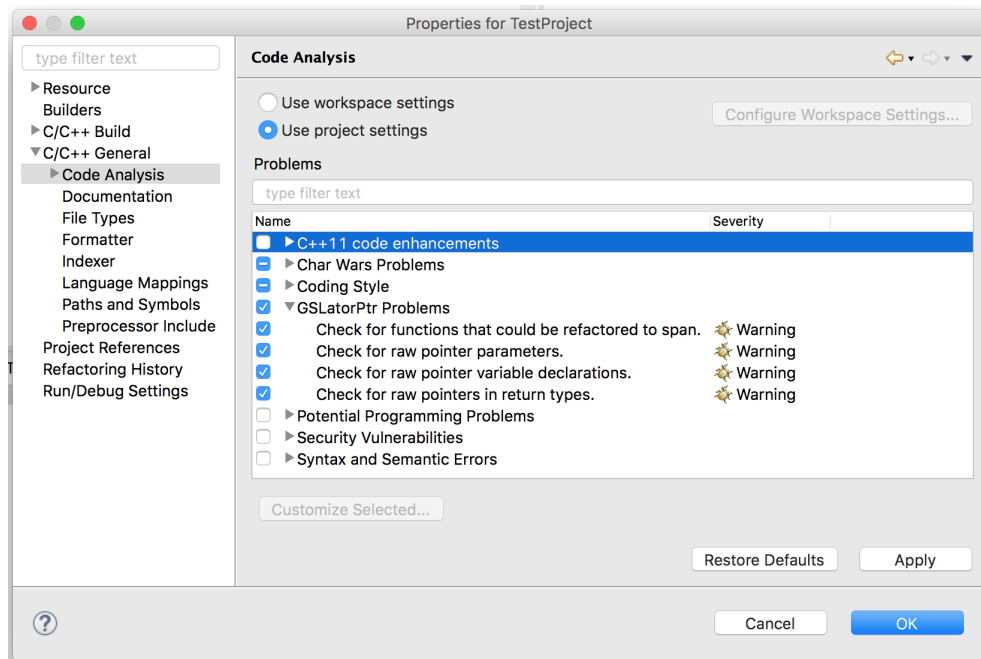 Properties for TestProject
type filter text
Resource
Builders
C/C++ Build
C/C++ General
Code Analysis
Documentation
File Types
Formatter
Indexer
Language Mappings
Paths and Symbols
Preprocessor Include
Project References
Refactoring History
Run/Debug Settings
Code Analysis
Use workspace settings
Configure Workspace Settings...
Use project settings
Problems
type filter text
Name Severity
C++11 code enhancements
Char Wars Problems
Coding Style
GSLatorPtr Problems
Check for functions that could be refactored to span. Warning
Check for raw pointer parameters. Warning
Check for raw pointer variable declarations. Warning
Check for raw pointers in return types. Warning
Potential Programming Problems
Security Vulnerabilities
Syntax and Semantic Errors
Customize Selected...
Restore Defaults Apply
? Cancel OK